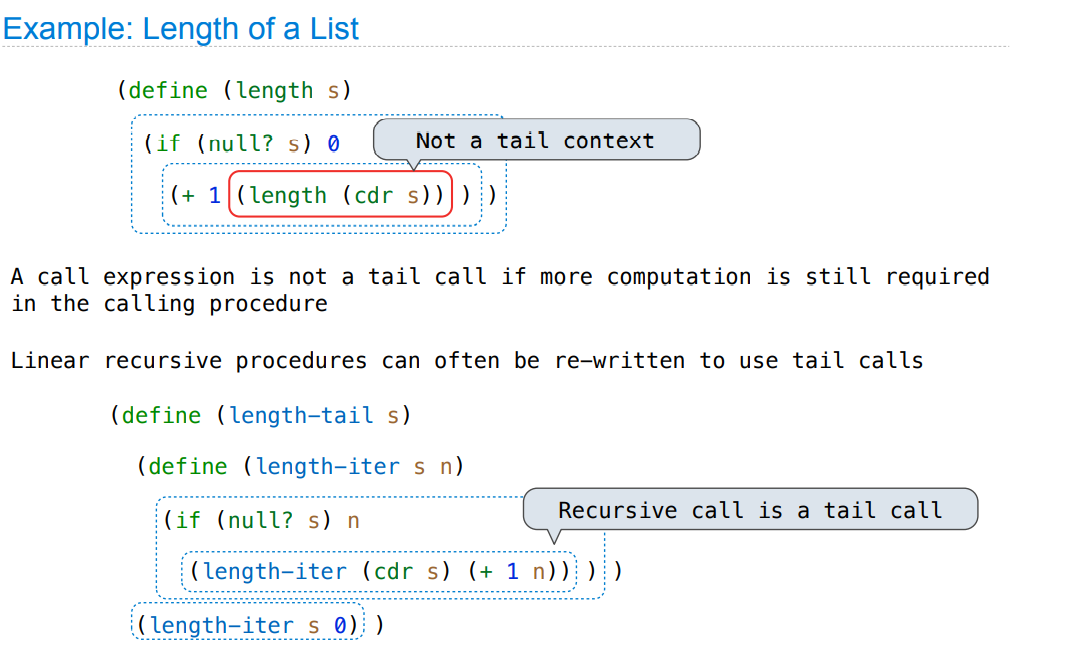 Example: Length of a List
(define (length s)
(if (null? s) 0
Not a tail context
(+ 1 (length (cdr s)) ) )
A call expression is not a tail call if more computation is still required
in the calling procedure
Linear recursive procedures can often be re-written to use tail calls
(define (length-tail s)
(define (length-iter s n)
(if (null? s) n
Recursive call is a tail call
(length-iter (cdr s) (+ 1 n)) ) )
(length-iter s 0) )